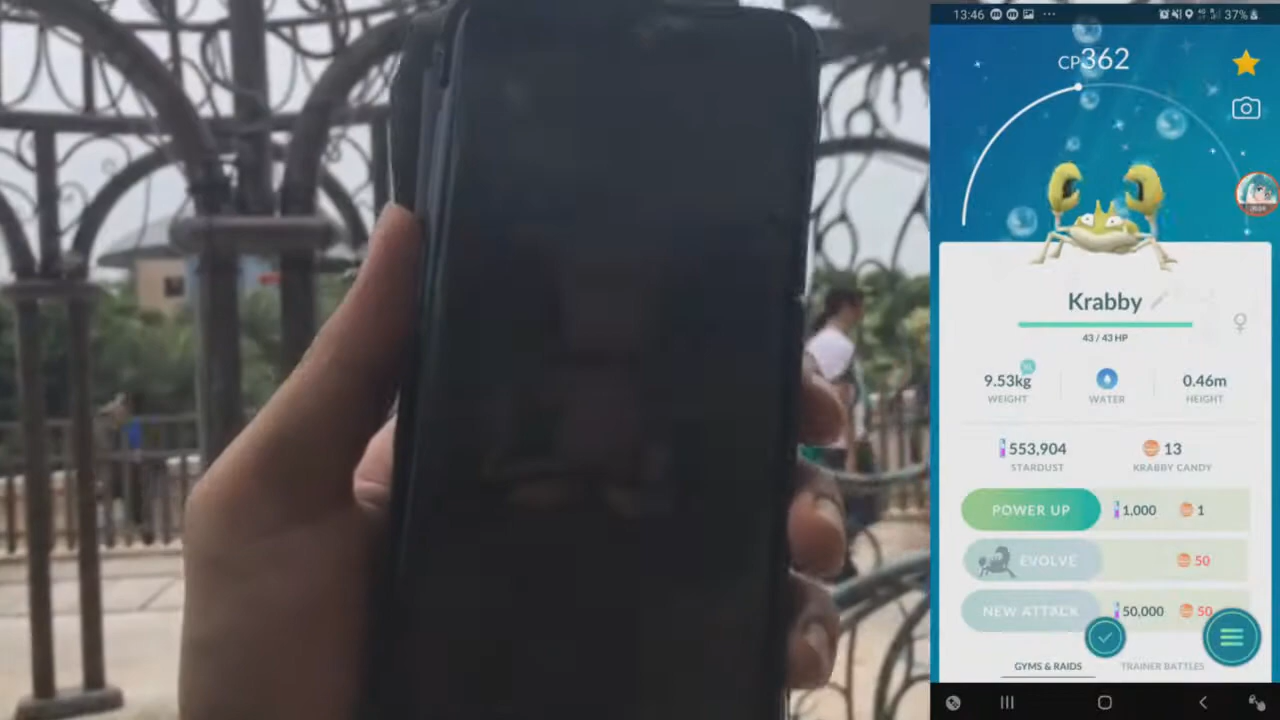 13:46 37%
CP362
Krabby
43 / 43 HP
XL
9.53kg 0.46m
WEIGHT WATER HEIGHT
553,904 13
STARDUST KRABBY CANDY
POWER UP 1,000 1
EVOLVE 50
NEW ATTACK 50,000 50
GYMS & RAIDS TRAINER BATTLES